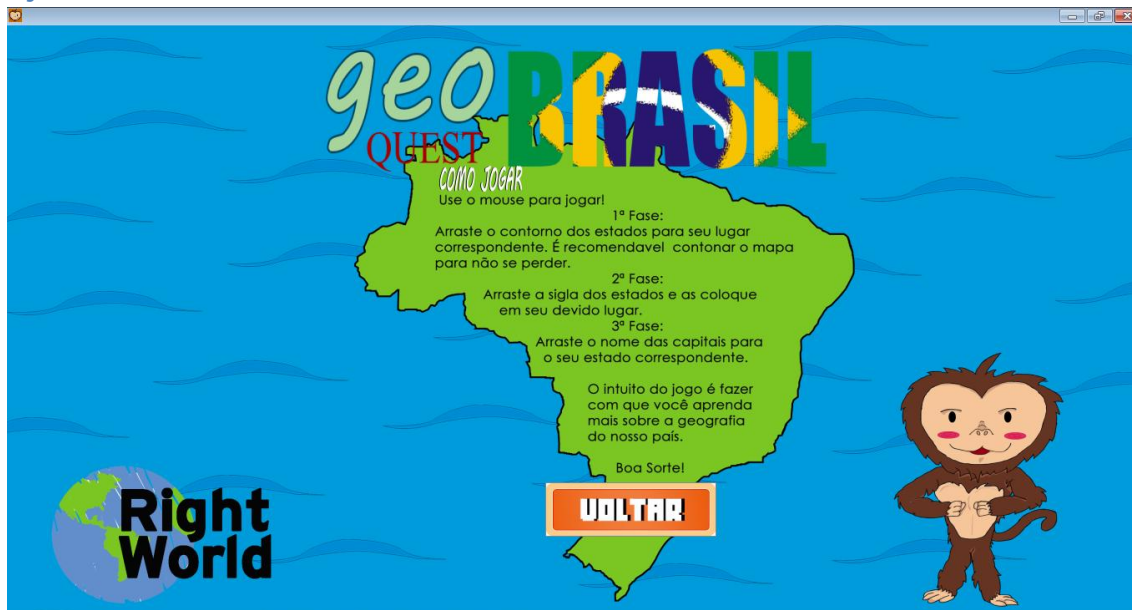 geo BRASIL
QUEST
COMO JOGAR
Use o mouse para jogar!
1ª Fase:
Arraste o contorno dos estados para seu lugar
correspondente. É recomendavel contonar o mapa
para não se perder.
2ª Fase:
Arraste a sigla dos estados e as coloque
em seu devido lugar.
3ª Fase:
Arraste o nome das capitais para
o seu estado correspondente.
O intuito do jogo é fazer
com que você aprenda
mais sobre a geografia
do nosso país.
Boa Sorte!
VOLTAR
Right
World